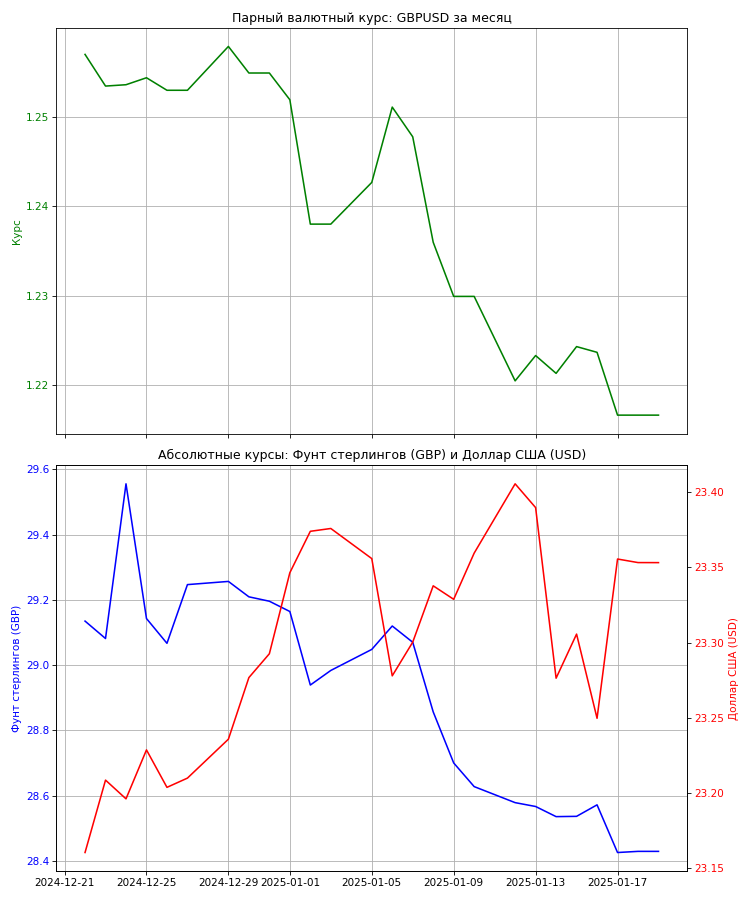 Парный валютный курс: GBPUSD за месяц
Курс
1.25
1.24
1.23
1.22
Абсолютные курсы: Фунт стерлингов (GBP) и Доллар США (USD)
Фунт стерлингов (GBP)
29.6
29.4
29.2
29.0
28.8
28.6
28.4
23.40
23.35
23.30
23.25
23.20
23.15
Доллар США (USD)
2024-12-21 2024-12-25 2024-12-29 2025-01-01 2025-01-05 2025-01-09 2025-01-13 2025-01-17